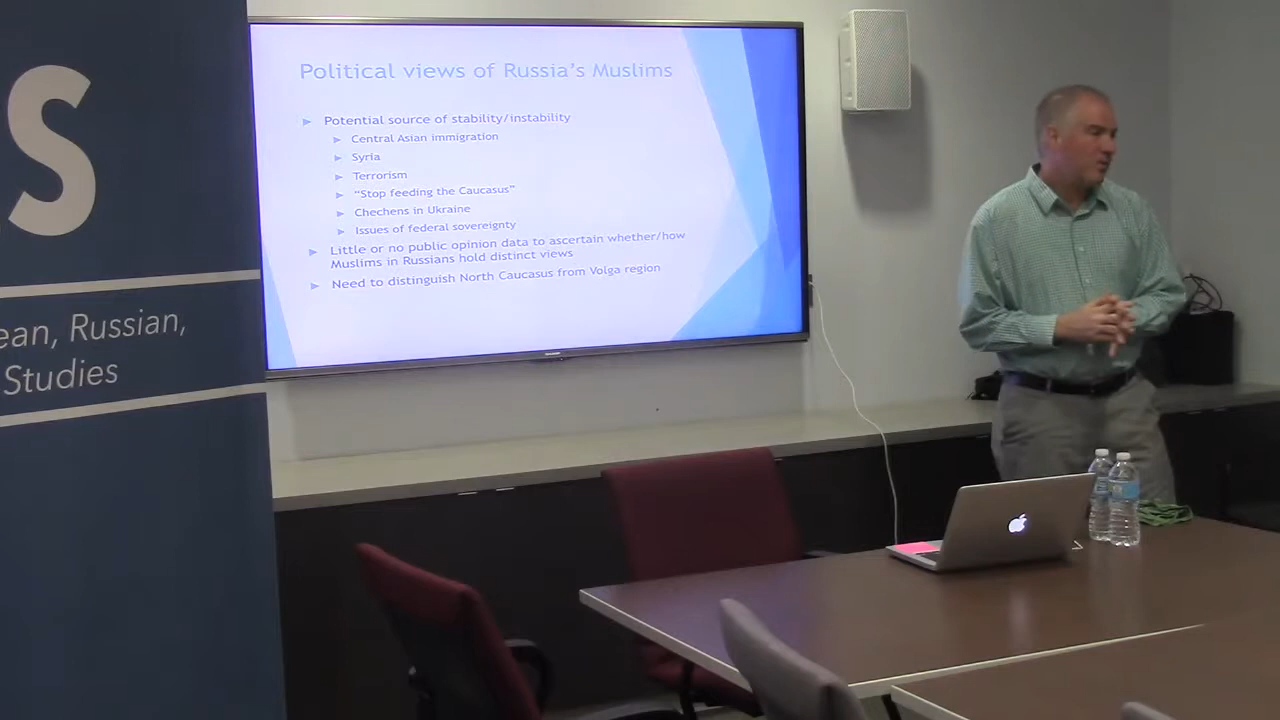 S
ean, Russian,
Studies
Political views of Russia's Muslims
Potential source of stability/instability
Central Asian immigration
Syria
Terrorism
"Stop feeding the Caucasus"
Chechens in Ukraine
Issues of federal sovereignty
Little or no public opinion data to ascertain whether/how
Muslims in Russians hold distinct views
Need to distinguish North Caucasus from Volga region